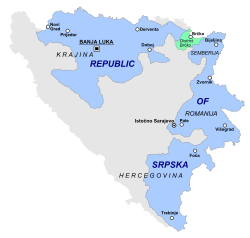 Novi
Grad
Prijedor
BANJA LUKA
Derventa
Doboj
Brčko
District
Brčko
Bijeljina
KRAJINA
REPUBLIC
SEMBERIJA
Zvornik
OF
ROMANIJA
Istočno Sarajevo
Pale
Višegrad
SRPSKA
Foča
HERCEGOVINA
Trebinje